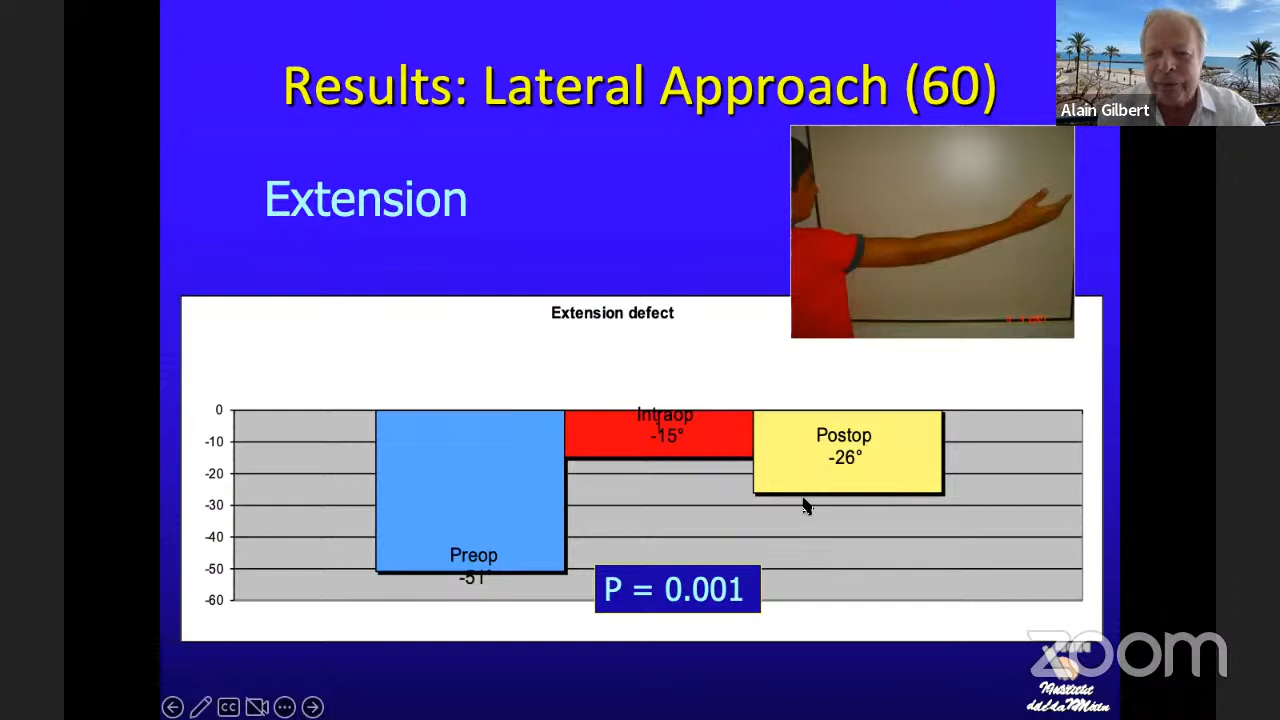 Results: Lateral Approach (60)
Alain Gilbert
Extension
Extension defect
0
-10
-20
-30
-40
-50
-60
Preop
-51°
Intraop
-15°
Postop
-26°
P = 0.001
zoom
CC